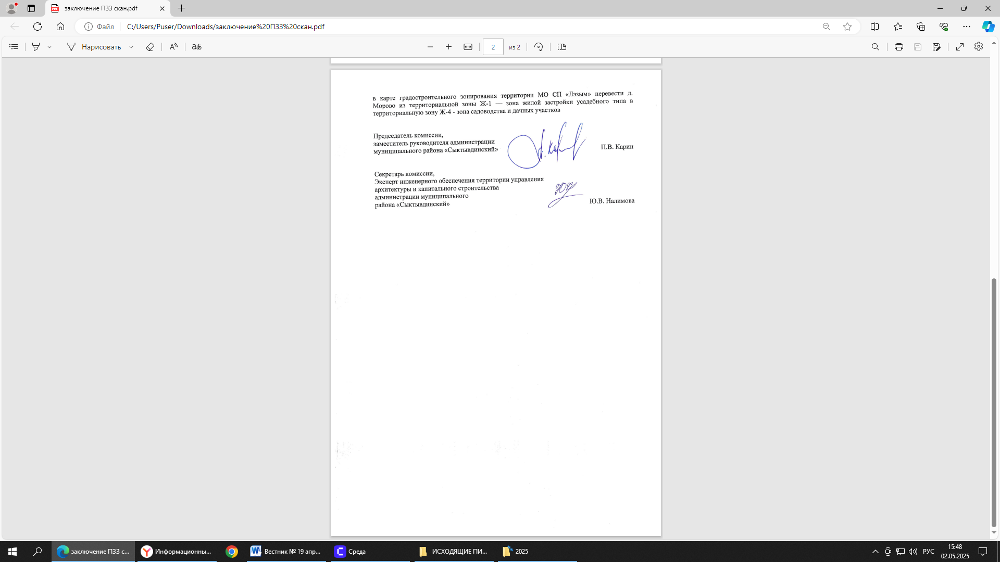 заключение ПЗЗ скан.pdf
Файл
C:/Users/Puser/Downloads/заключение%20ПЗЗ%20скан.pdf
Нарисовать
2
из 2
в карте градостроительного зонирования территории МО СП «Лэзым» перевести д.
Морово из территориальной зоны Ж-1 — зона жилой застройки усадебного типа в
территориальную зону Ж-4 - зона садоводства и дачных участков
Председатель комиссии,
заместитель руководителя администрации
муниципального района «Сыктывдинский»
П.В. Карин
Секретарь комиссии,
Эксперт инженерного обеспечения территории управления
архитектуры и капитального строительства
администрации муниципального
района «Сыктывдинский»
Ю.В. Налимова
заключение ПЗЗ с...
Информационны...
Вестник № 19 апр...
Среда
ИСХОДЯЩИЕ ПИ...
2025
РУС
15:48
02.05.2025